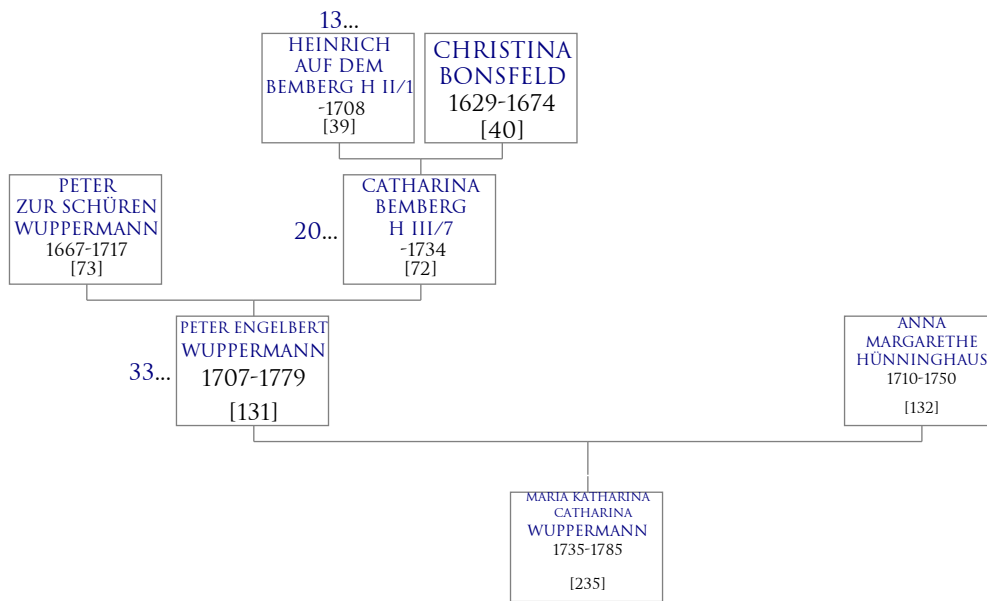 13...
HEINRICH
AUF DEM
BEMBERG H II/1
-1708
[39]
CHRISTINA
BONSFELD
1629-1674
[40]
PETER
ZUR SCHÜREN
WUPPERMANN
1667-1717
[73]
20...
CATHARINA
BEMBERG
H III/7
-1734
[72]
33...
PETER ENGELBERT
WUPPERMANN
1707-1779
[131]
ANNA
MARGARETHE
HÜNNINGHAUS
1710-1750
[132]
MARIA KATHARINA
CATHARINA
WUPPERMANN
1735-1785
[235]